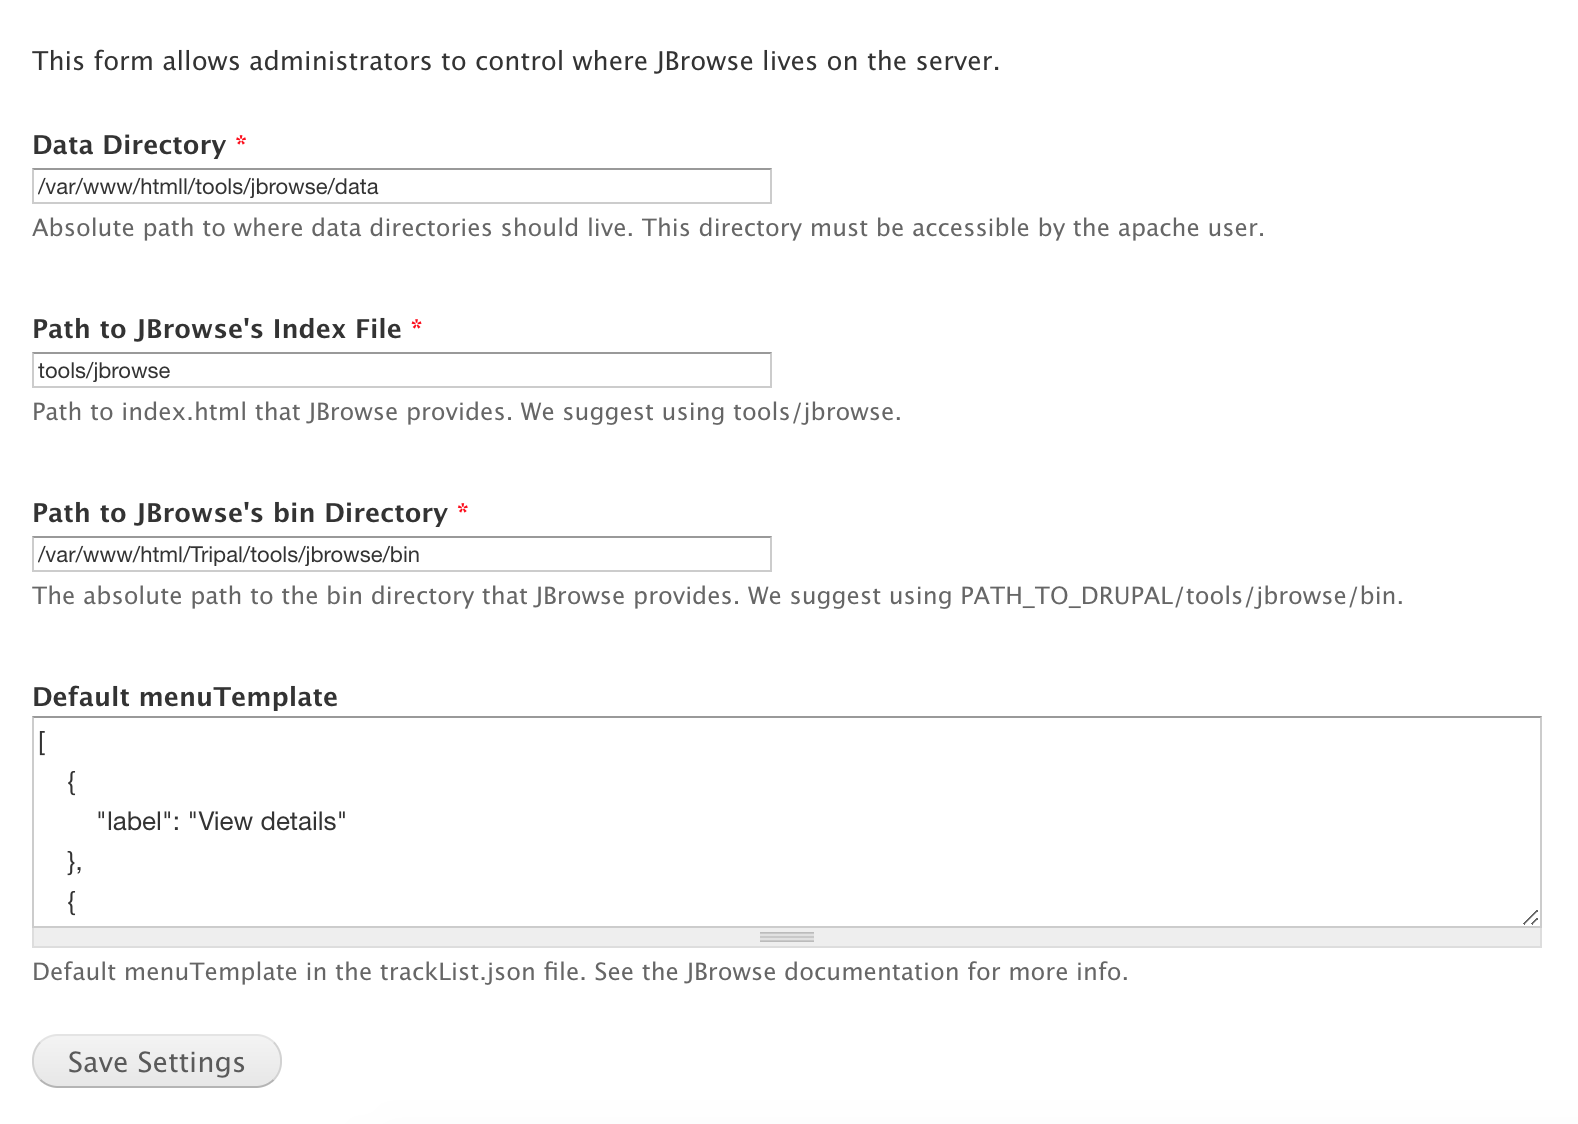 This form allows administrators to control where JBrowse lives on the server.
Data Directory *
/var/www/htmll/tools/jbrowse/data
Absolute path to where data directories should live. This directory must be accessible by the apache user.
Path to JBrowse's Index File *
tools/jbrowse
Path to index.html that JBrowse provides. We suggest using tools/jbrowse.
Path to JBrowse's bin Directory *
/var/www/html/Tripal/tools/jbrowse/bin
The absolute path to the bin directory that JBrowse provides. We suggest using PATH_TO_DRUPAL/tools/jbrowse/bin.
Default menuTemplate
[
{
"label": "View details"
},
{
Default menuTemplate in the trackList.json file. See the JBrowse documentation for more info.
Save Settings